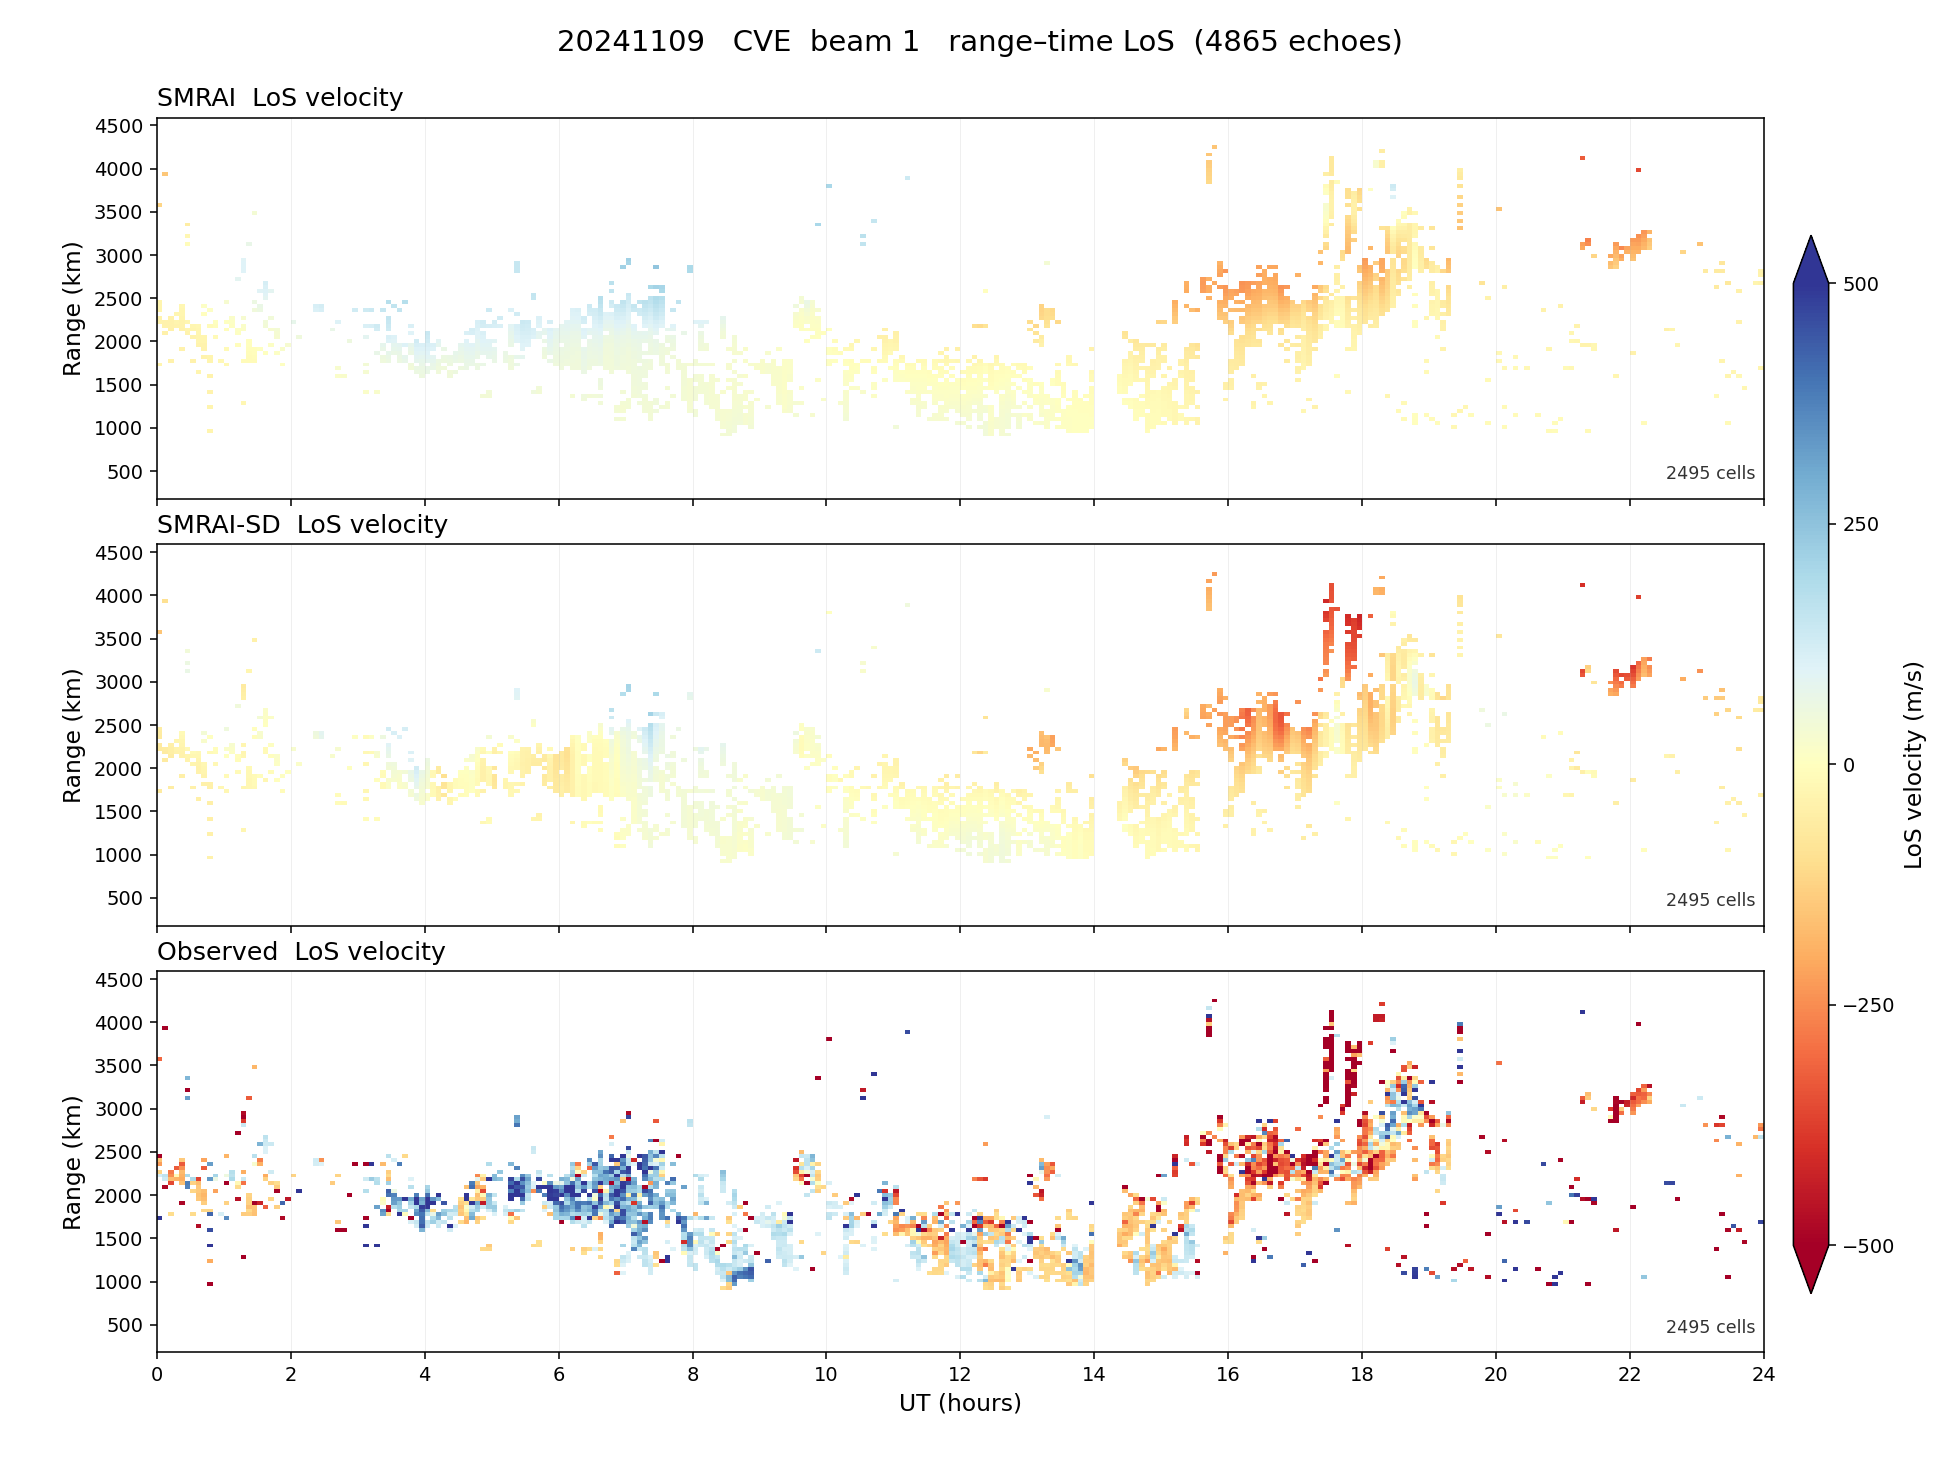 20241109   CVE  beam 1   range–time LoS  (4865 echoes)
SMRAI  LoS velocity
4500
4000
3500
3000
2500
2000
1500
1000
500
Range (km)
2495 cells
SMRAI-SD  LoS velocity
4500
4000
3500
3000
2500
2000
1500
1000
500
Range (km)
2495 cells
Observed  LoS velocity
4500
4000
3500
3000
2500
2000
1500
1000
500
Range (km)
2495 cells
0 2 4 6 8 10 12 14 16 18 20 22 24
UT (hours)
500
250
0
−250
−500
LoS velocity (m/s)